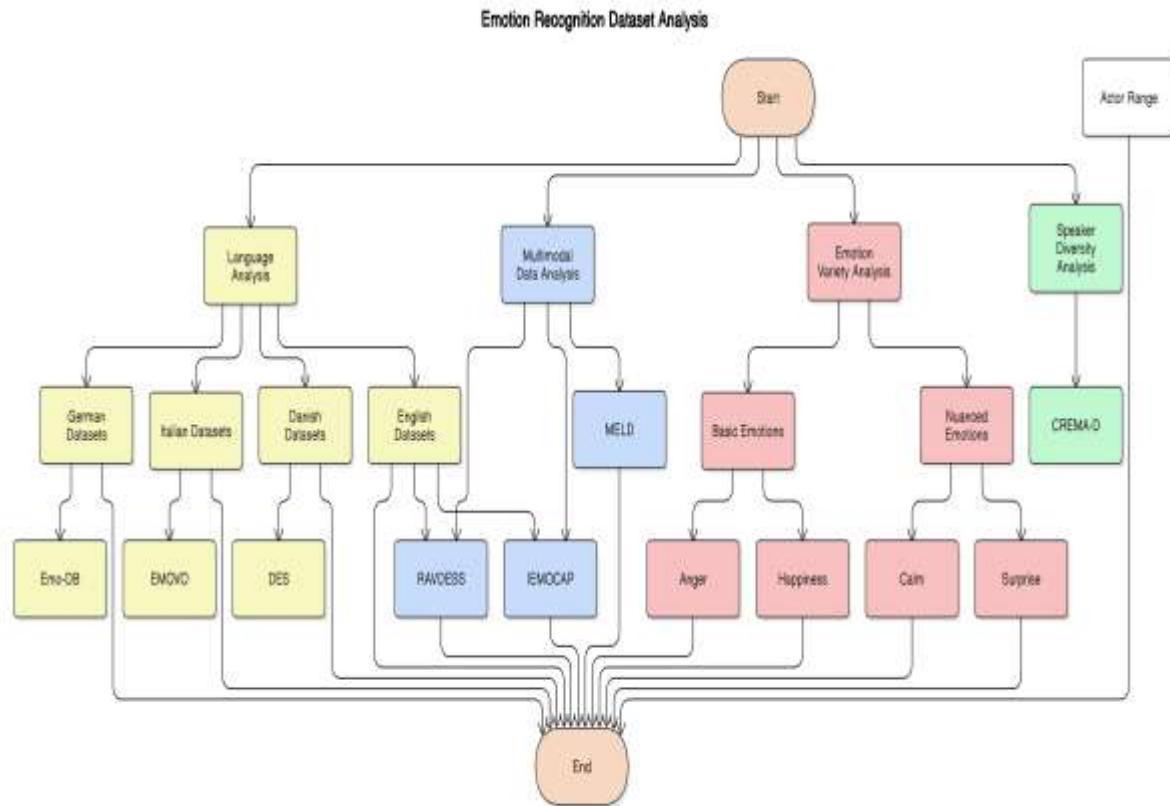 Emotion Recognition Dataset Analysis
Start
Actor Range
Language
Analysis
Multimodal
Data Analysis
Emotion
Variety Analysis
Speaker
Diversity
Analysis
German
Datasets
Italian Datasets
Danish
Datasets
English
Datasets
MELD
Basic Emotions
Nuanced
Emotions
CREMA-D
Emo-DB
EMOVO
DES
RAVDESS
IEMOCAP
Anger
Happiness
Calm
Surprise
End